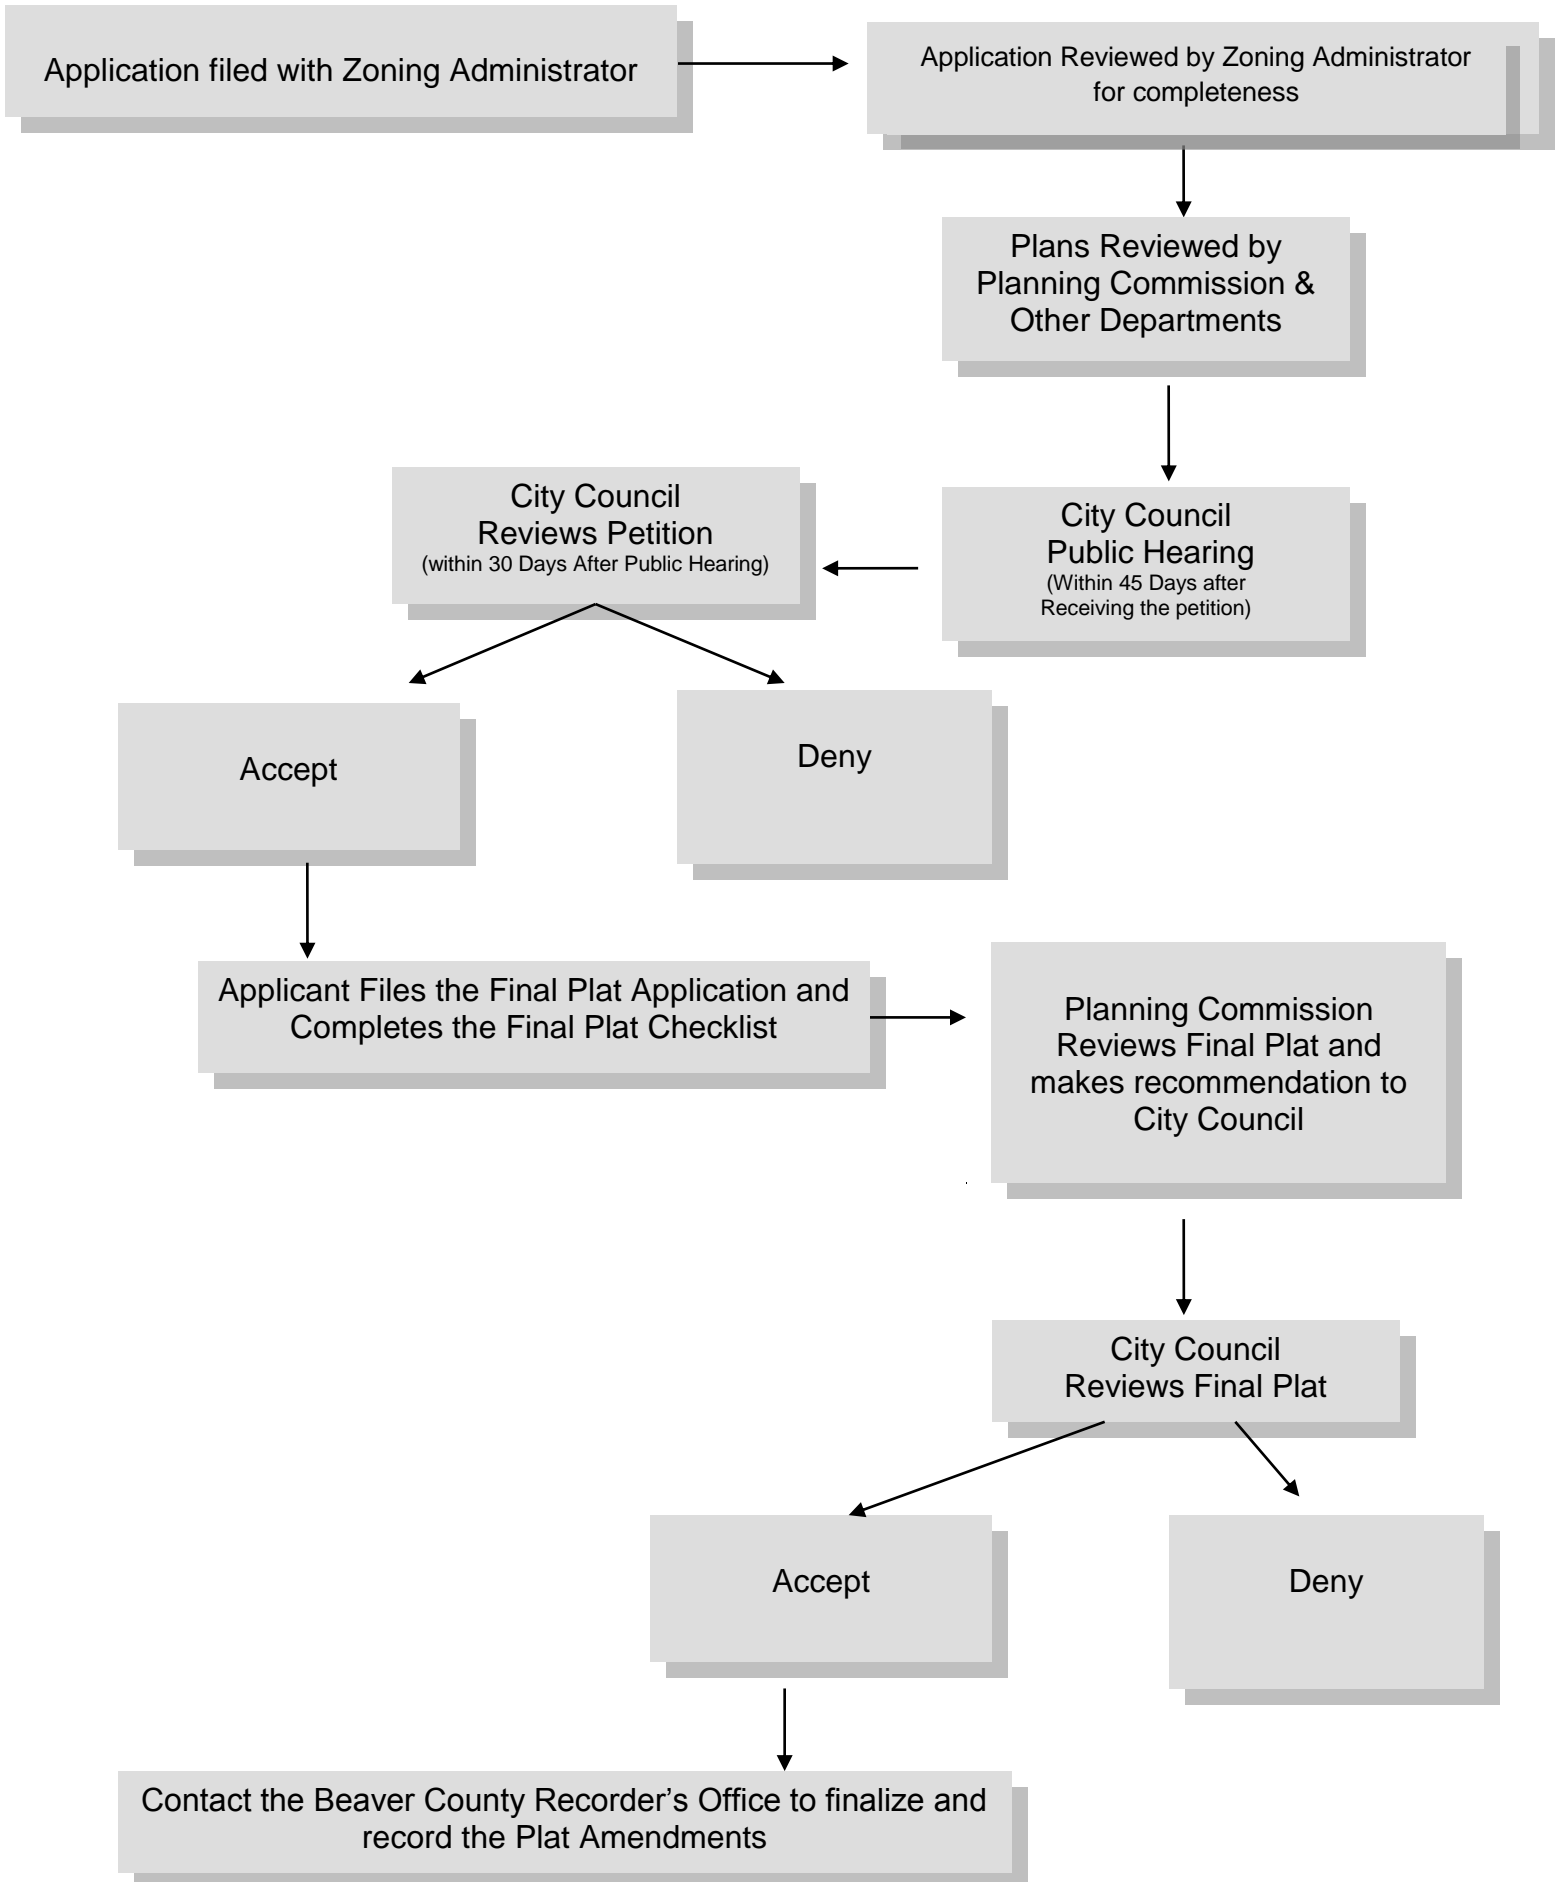 Application filed with Zoning Administrator
Application Reviewed by Zoning Administrator
for completeness
Plans Reviewed by
Planning Commission &
Other Departments
City Council
Public Hearing
(Within 45 Days after
Receiving the petition)
City Council
Reviews Petition
(within 30 Days After Public Hearing)
Accept
Deny
Applicant Files the Final Plat Application and
Completes the Final Plat Checklist
Planning Commission
Reviews Final Plat and
makes recommendation to
City Council
City Council
Reviews Final Plat
Accept
Deny
Contact the Beaver County Recorder’s Office to finalize and
record the Plat Amendments